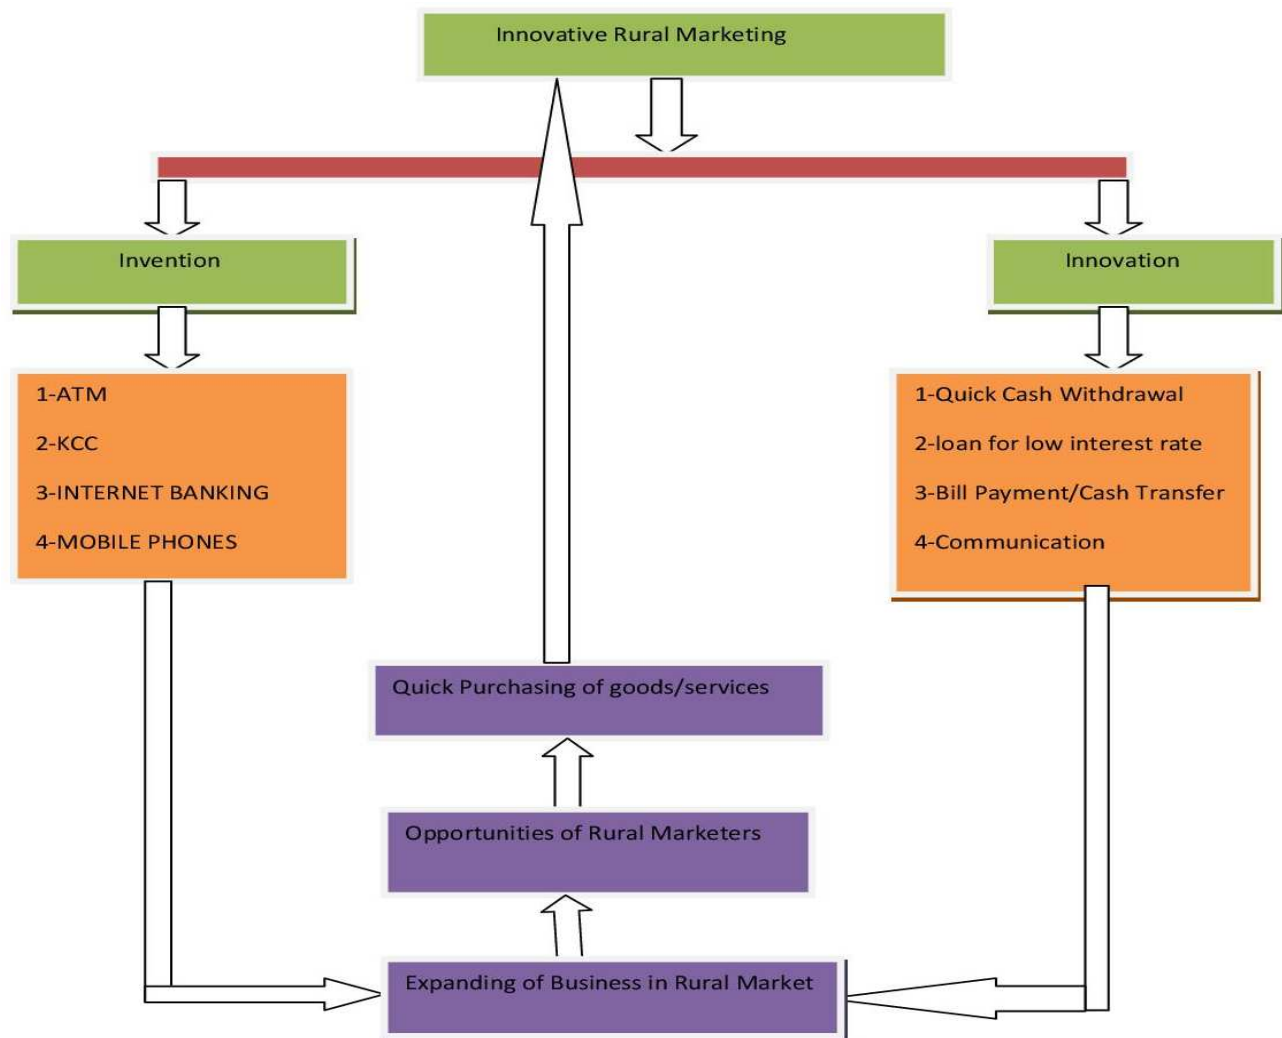 Innovative Rural Marketing
Invention
Innovation
1-ATM
2-KCC
3-INTERNET BANKING
4-MOBILE PHONES
1-Quick Cash Withdrawal
2-loan for low interest rate
3-Bill Payment/Cash Transfer
4-Communication
Quick Purchasing of goods/services
Opportunities of Rural Marketers
Expanding of Business in Rural Market